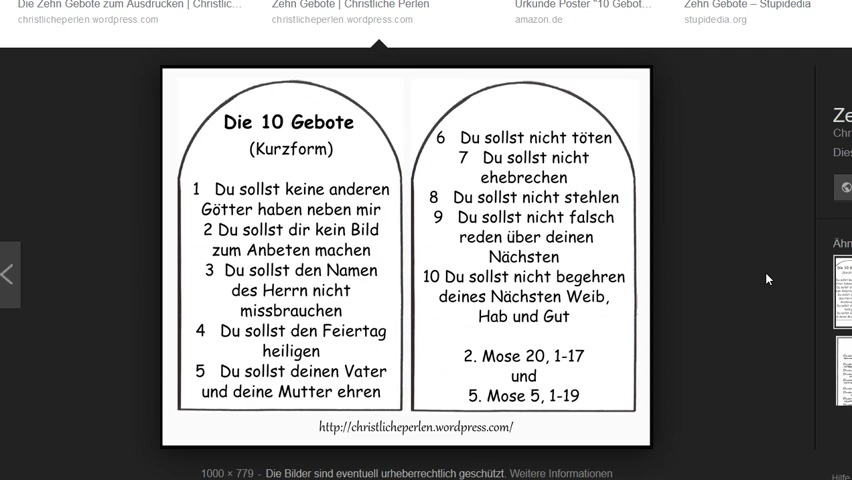 Die Zehn Gebote zum Ausdrucken | Christlic...
christlicheperlen.wordpress.com
Zehn Gebote | Christliche Perlen
christlicheperlen.wordpress.com
Urkunde Poster "10 Gebot...
amazon.de
Zehn Gebote – Stupidedia
stupidedia.org
Die 10 Gebote
(Kurzform)
1 Du sollst keine anderen
Götter haben neben mir
2 Du sollst dir kein Bild
zum Anbeten machen
3 Du sollst den Namen
des Herrn nicht
missbrauchen
4 Du sollst den Feiertag
heiligen
5 Du sollst deinen Vater
und deine Mutter ehren
6 Du sollst nicht töten
7 Du sollst nicht
ehebrechen
8 Du sollst nicht stehlen
9 Du sollst nicht falsch
reden über deinen
Nächsten
10 Du sollst nicht begehren
deines Nächsten Weib,
Hab und Gut
2. Mose 20, 1-17
und
5. Mose 5, 1-19
http://christlicheperlen.wordpress.com/
1000 × 779 - Die Bilder sind eventuell urheberrechtlich geschützt. Weitere Informationen
Ze
Chr
Dies
Ähn
Hilfe